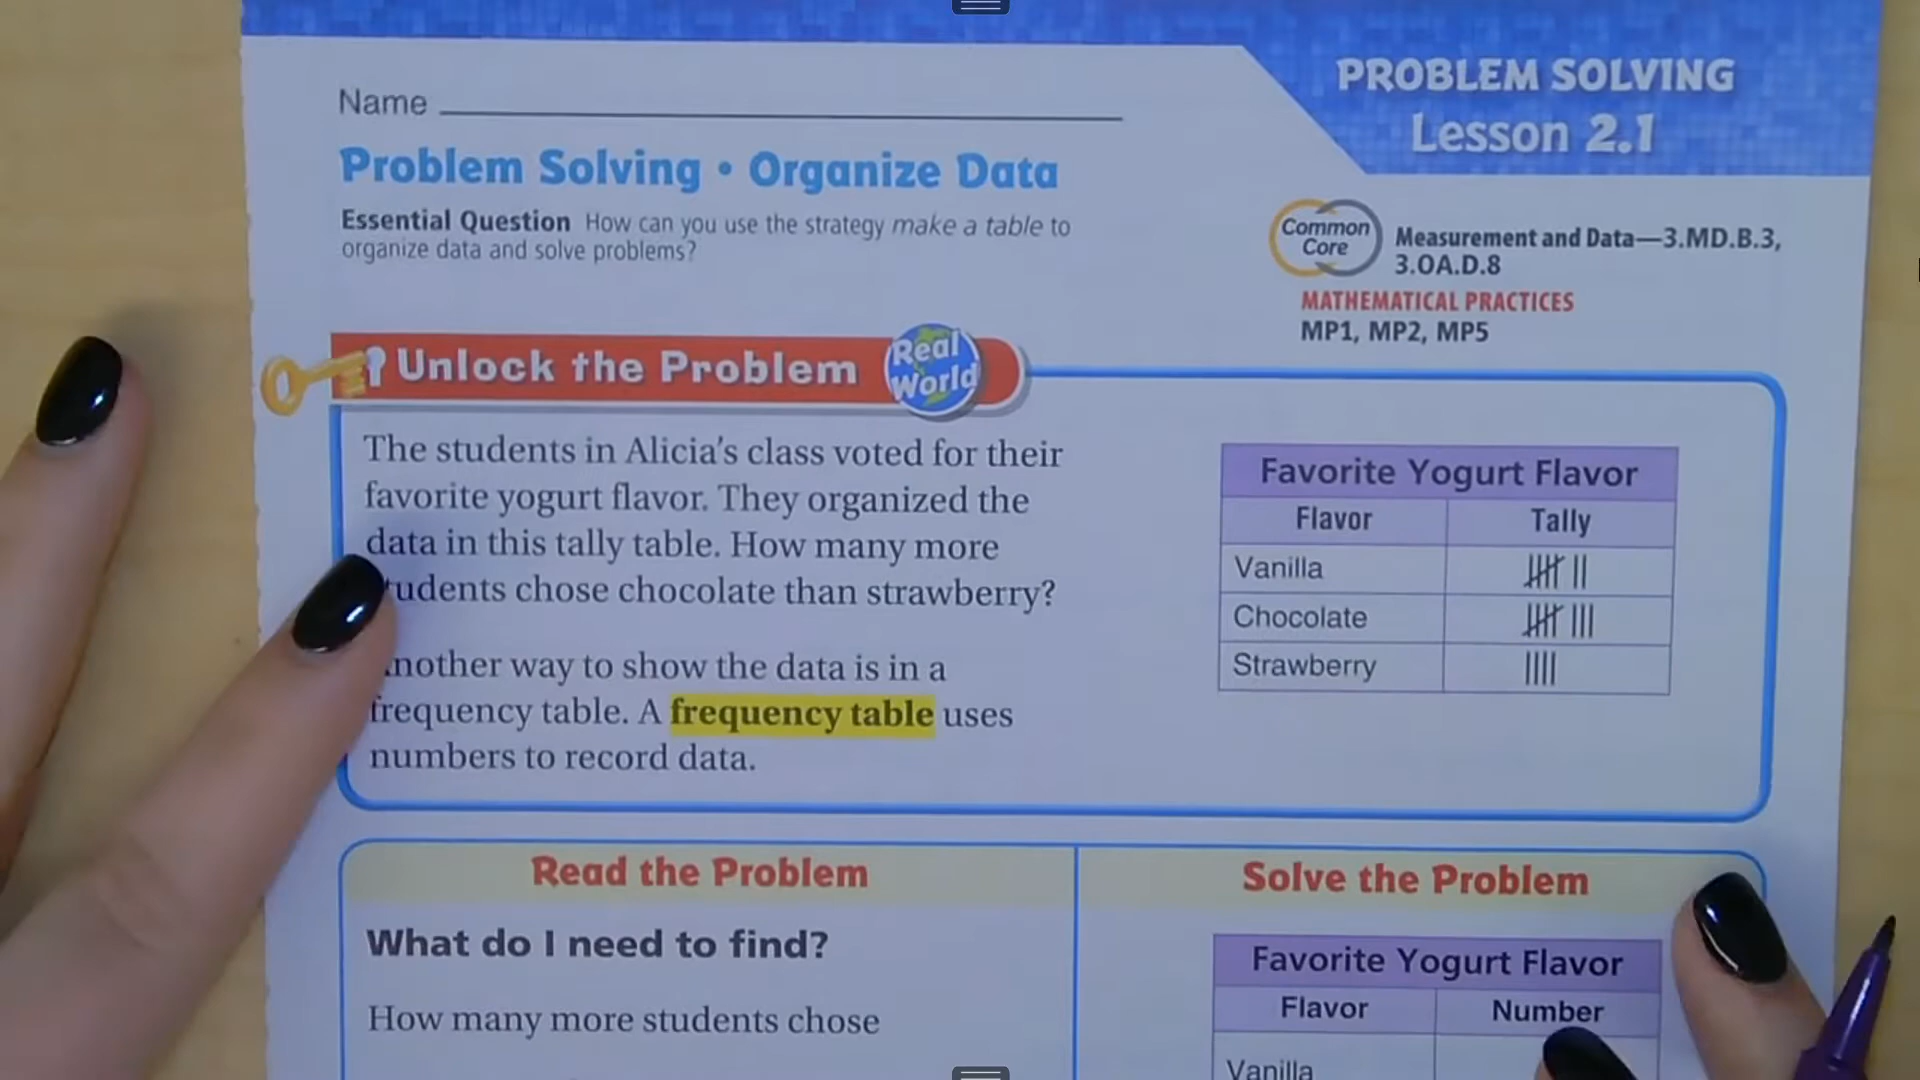 PROBLEM SOLVING
Lesson 2.1
Name
Problem Solving • Organize Data
Essential Question How can you use the strategy make a table to
organize data and solve problems?
Common
Core
Measurement and Data—3.MD.B.3,
3.OA.D.8
MATHEMATICAL PRACTICES
MP1, MP2, MP5
Unlock the Problem
Real
World
The students in Alicia's class voted for their
favorite yogurt flavor. They organized the
data in this tally table. How many more
tudents chose chocolate than strawberry?
nother way to show the data is in a
frequency table. A frequency table uses
numbers to record data.
Favorite Yogurt Flavor
Flavor Tally
Vanilla
Chocolate
Strawberry
Read the Problem
What do I need to find?
How many more students chose
Solve the Problem
Favorite Yogurt Flavor
Flavor Number
Vanilla